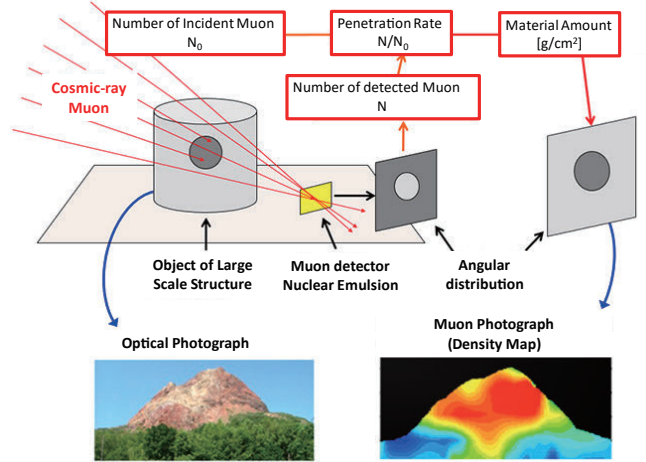 Number of Incident Muon
N₀
Penetration Rate
N/N₀
Material Amount
[g/cm²]
Number of detected Muon
N
Cosmic-ray
Muon
Object of Large
Scale Structure
Muon detector
Nuclear Emulsion
Angular
distribution
Optical Photograph
Muon Photograph
(Density Map)